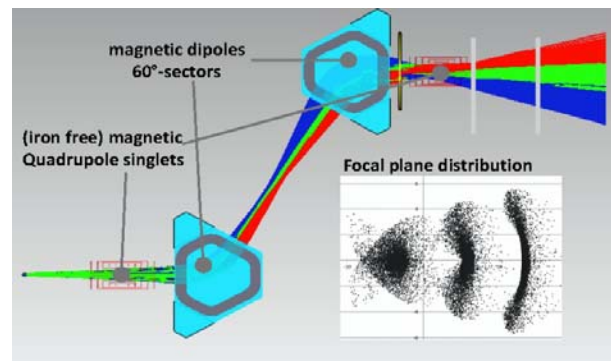 magnetic dipoles
60°-sectors
(iron free) magnetic
Quadrupole singlets
Focal plane distribution